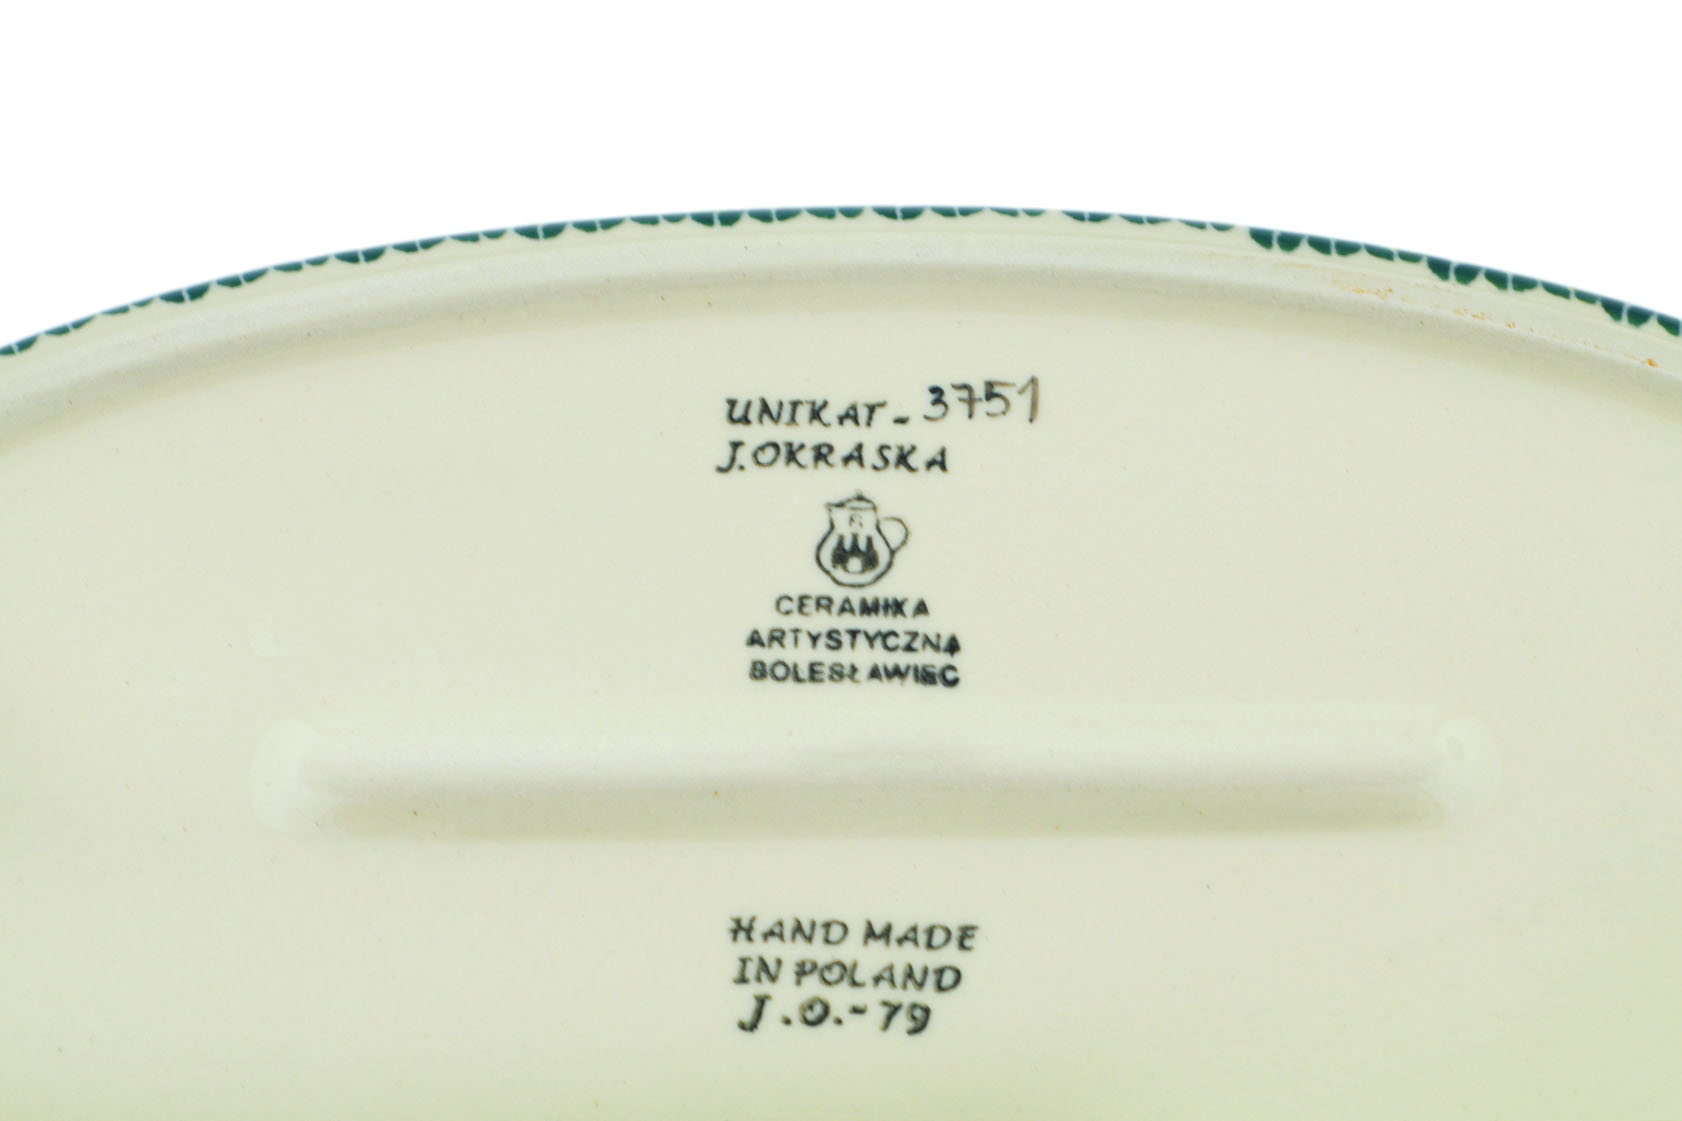 UNIKAT - 3751
J. OKRASKA
CERAMIKA
ARTYSTYCZNA
BOLESŁAWIEC
HAND MADE
IN POLAND
J.O.-79